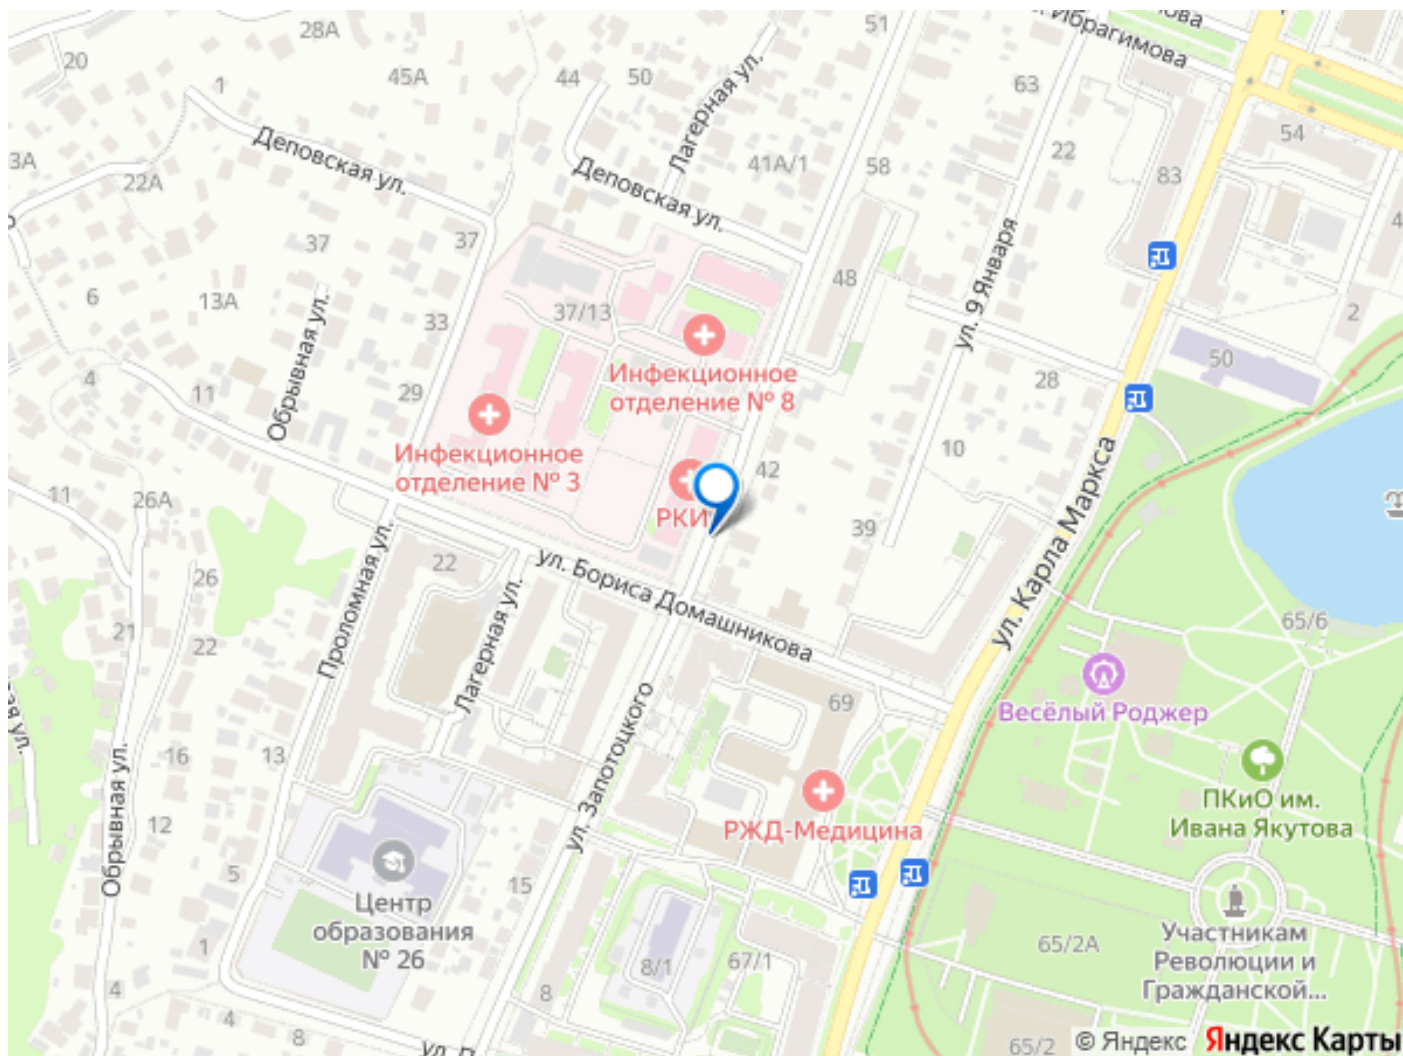 28А
51
20
45А
44
50
Лагерная ул.
63
Ибрагимова
54
1
3А
22А
Деповская ул.
41А/1
58
22
83
Деповская ул.
37
37
48
ул. 9 Января
6
13А
33
37/13
2
Обрывная ул.
Инфекционное
отделение № 8
50
4
11
29
28
Инфекционное
отделение № 3
42
10
ул. Карла Маркса
11
26А
РКИ
39
Проломная ул.
22
ул. Бориса Домашникова
26
Лагерная ул.
21
22
65/6
Весёлый Роджер
69
16
13
ул. Запотоцкого
Обрывная ул.
12
РЖД-Медицина
ПКиО им.
Ивана Якутова
5
15
Центр
образования
№ 26
1
8/1
67/1
65/2А
Участникам
Революции и
Гражданской...
4
4
8
8
65/2
© Яндекс Яндекс Карты